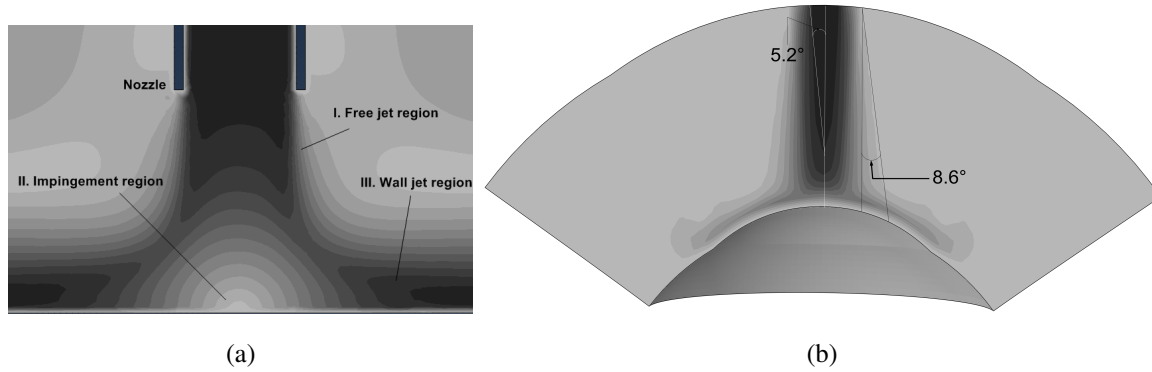 Nozzle
I. Free jet region
II. Impingement region
III. Wall jet region
5.2°
8.6°
(a)
(b)